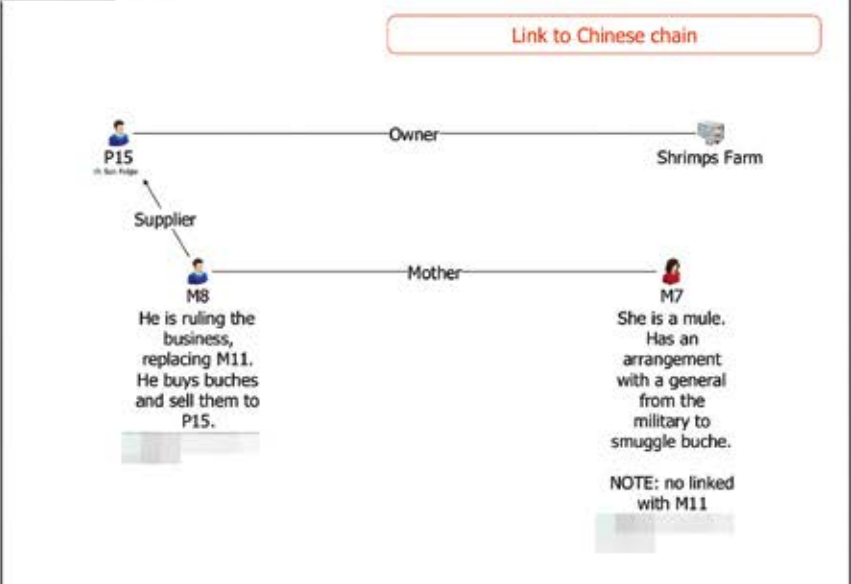 Link to Chinese chain
Owner
P15
Shrimps Farm
Supplier
Mother
M8
He is ruling the
business,
replacing M11.
He buys buches
and sell them to
P15.
M7
She is a mule.
Has an
arrangement
with a general
from the
military to
smuggle buche.
NOTE: no linked
with M11